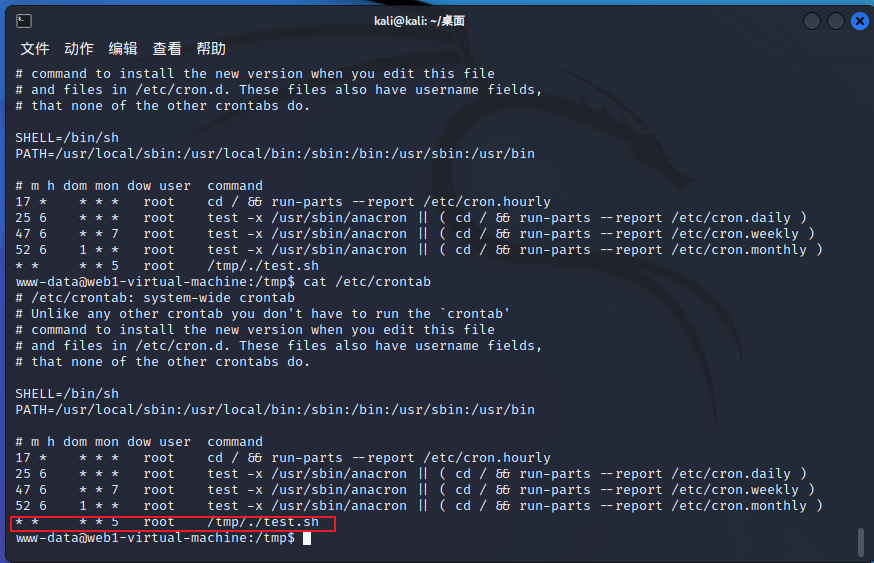 kali@kali: ~/桌面
文件 动作 编辑 查看 帮助
# command to install the new version when you edit this file
# and files in /etc/cron.d. These files also have username fields,
# that none of the other crontabs do.
SHELL=/bin/sh
PATH=/usr/local/sbin:/usr/local/bin:/sbin:/bin:/usr/sbin:/usr/bin
# m h dom mon dow user  command
17 *    * * *   root    cd / && run-parts --report /etc/cron.hourly
25 6    * * *   root    test -x /usr/sbin/anacron || ( cd / && run-parts --report /etc/cron.daily )
47 6    * * 7   root    test -x /usr/sbin/anacron || ( cd / && run-parts --report /etc/cron.weekly )
52 6    1 * *   root    test -x /usr/sbin/anacron || ( cd / && run-parts --report /etc/cron.monthly )
* *     * * 5   root    /tmp/./test.sh
www-data@web1-virtual-machine:/tmp$ cat /etc/crontab
# /etc/crontab: system-wide crontab
# Unlike any other crontab you don't have to run the `crontab'
# command to install the new version when you edit this file
# and files in /etc/cron.d. These files also have username fields,
# that none of the other crontabs do.
SHELL=/bin/sh
PATH=/usr/local/sbin:/usr/local/bin:/sbin:/bin:/usr/sbin:/usr/bin
# m h dom mon dow user  command
17 *    * * *   root    cd / && run-parts --report /etc/cron.hourly
25 6    * * *   root    test -x /usr/sbin/anacron || ( cd / && run-parts --report /etc/cron.daily )
47 6    * * 7   root    test -x /usr/sbin/anacron || ( cd / && run-parts --report /etc/cron.weekly )
52 6    1 * *   root    test -x /usr/sbin/anacron || ( cd / && run-parts --report /etc/cron.monthly )
* *     * * 5   root    /tmp/./test.sh
www-data@web1-virtual-machine:/tmp$